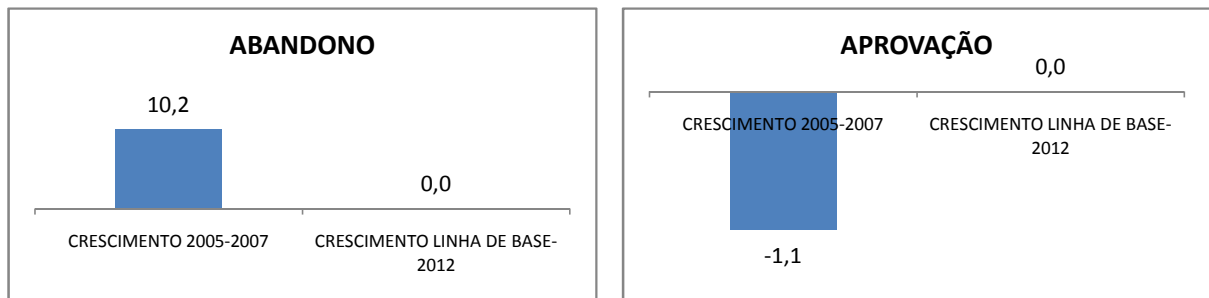 ABANDONO
10,2
0,0
CRESCIMENTO 2005-2007
CRESCIMENTO LINHA DE BASE-
2012
APROVAÇÃO
0,0
CRESCIMENTO 2005-2007
CRESCIMENTO LINHA DE BASE-
2012
-1,1